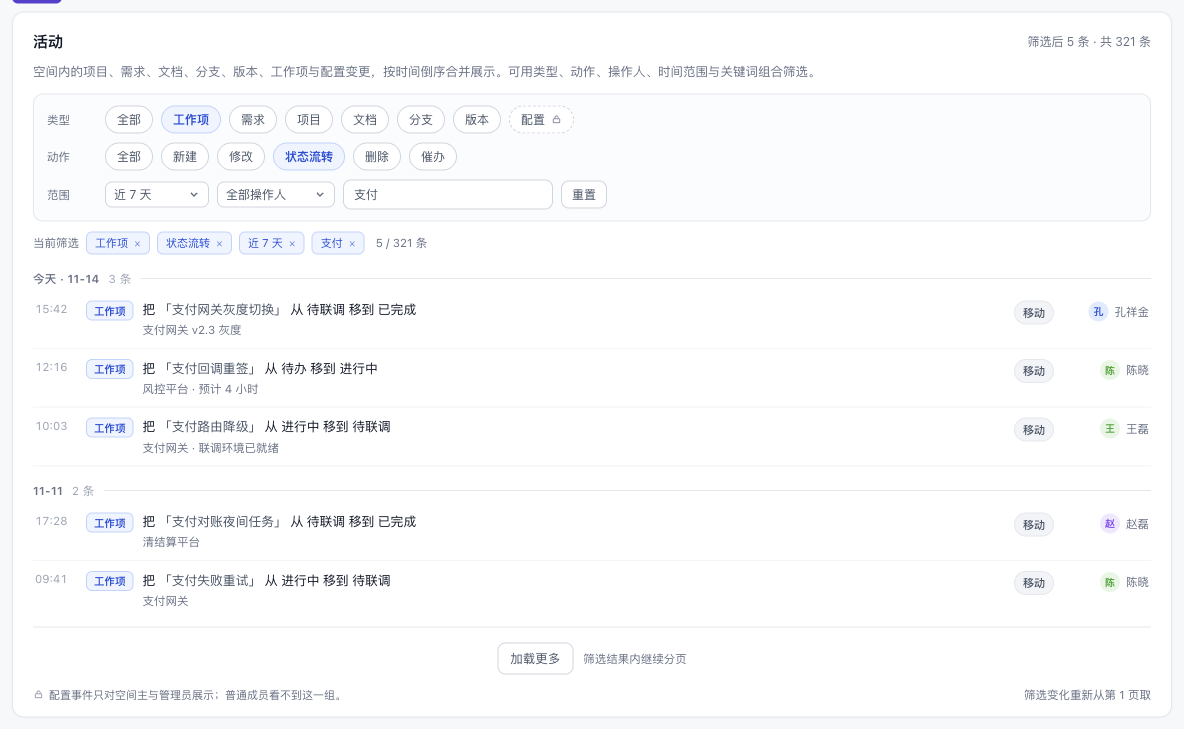 活动
筛选后 5 条 · 共 321 条
空间内的项目、需求、文档、分支、版本、工作项与配置变更，按时间倒序合并展示。可用类型、动作、操作人、时间范围与关键词组合筛选。
类型 全部 工作项 需求 项目 文档 分支 版本 配置
动作 全部 新建 修改 状态流转 删除 催办
范围 近 7 天 全部操作人 支付 重置
当前筛选 工作项 × 状态流转 × 近 7 天 × 支付 × 5 / 321 条
今天 · 11-14 3 条
15:42 工作项 把 「支付网关灰度切换」 从 待联调 移到 已完成 移动 孔 孔祥金
支付网关 v2.3 灰度
12:16 工作项 把 「支付回调重签」 从 待办 移到 进行中 移动 陈 陈晓
风控平台 · 预计 4 小时
10:03 工作项 把 「支付路由降级」 从 进行中 移到 待联调 移动 王 王磊
支付网关 · 联调环境已就绪
11-11 2 条
17:28 工作项 把 「支付对账夜间任务」 从 待联调 移到 已完成 移动 赵 赵磊
清结算平台
09:41 工作项 把 「支付失败重试」 从 进行中 移到 待联调 移动 陈 陈晓
支付网关
加载更多 筛选结果内继续分页
配置事件只对空间主与管理员展示；普通成员看不到这一组。
筛选变化重新从第 1 页取